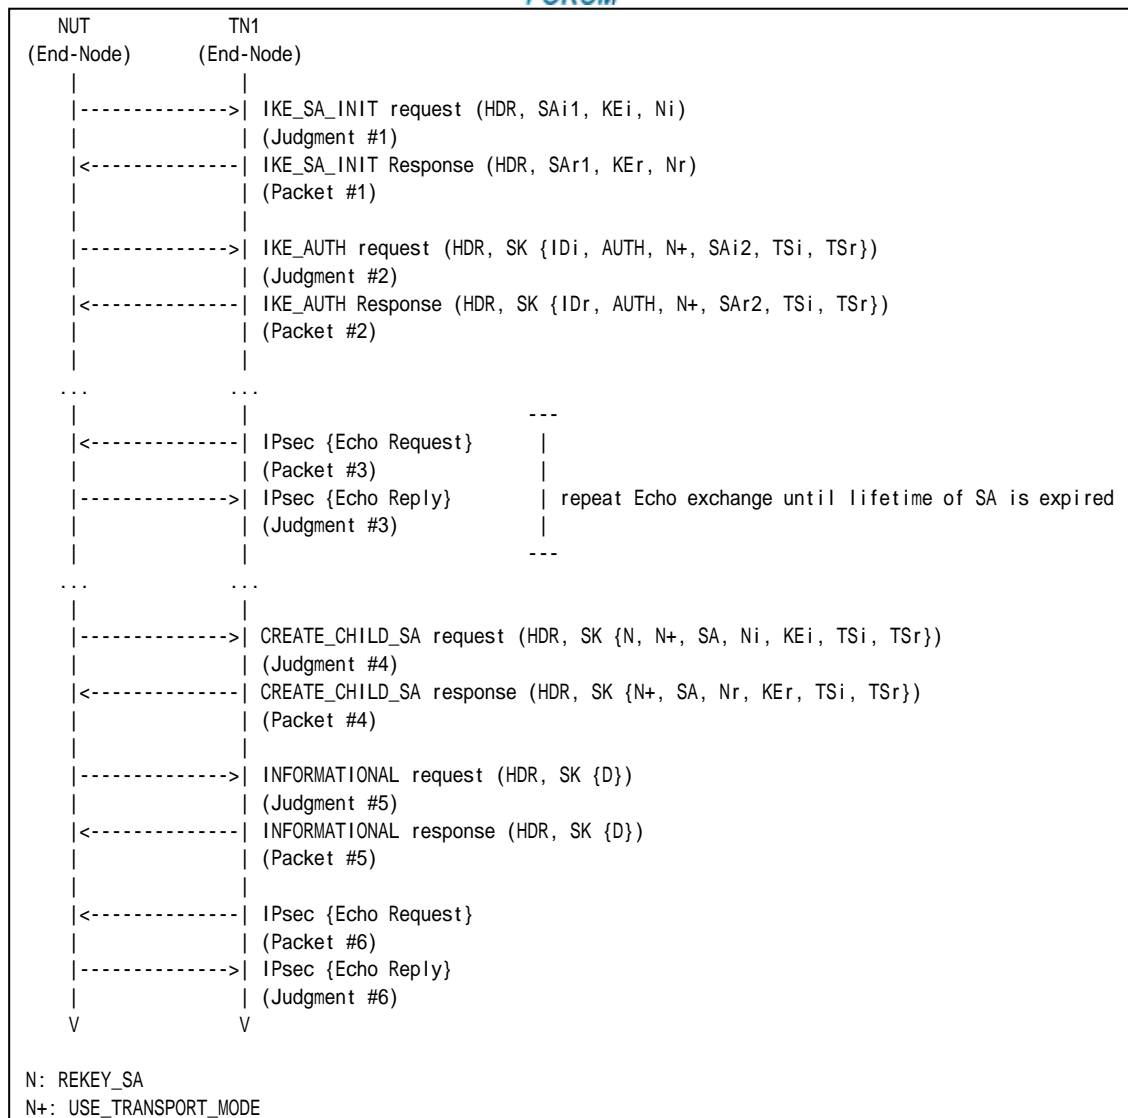 FORUM
NUT TN1
(End-Node) (End-Node)
| |
|-------------->| IKE_SA_INIT request (HDR, SAi1, KEi, Ni)
| | (Judgment #1)
|<--------------| IKE_SA_INIT Response (HDR, SAr1, KEr, Nr)
| | (Packet #1)
| |
|-------------->| IKE_AUTH request (HDR, SK {IDi, AUTH, N+, SAi2, TSi, TSr})
| | (Judgment #2)
|<--------------| IKE_AUTH Response (HDR, SK {IDr, AUTH, N+, SAr2, TSi, TSr})
| | (Packet #2)
| |
... ...
| | ---
|<--------------| IPsec {Echo Request} |
| | (Packet #3) |
|-------------->| IPsec {Echo Reply} | repeat Echo exchange until lifetime of SA is expired
| | (Judgment #3) |
| | ---
... ...
| |
|-------------->| CREATE_CHILD_SA request (HDR, SK {N, N+, SA, Ni, KEi, TSi, TSr})
| | (Judgment #4)
|<--------------| CREATE_CHILD_SA response (HDR, SK {N+, SA, Nr, KEr, TSi, TSr})
| | (Packet #4)
| |
|-------------->| INFORMATIONAL request (HDR, SK {D})
| | (Judgment #5)
|<--------------| INFORMATIONAL response (HDR, SK {D})
| | (Packet #5)
| |
|<--------------| IPsec {Echo Request}
| | (Packet #6)
|-------------->| IPsec {Echo Reply}
| | (Judgment #6)
V V
N: REKEY_SA
N+: USE_TRANSPORT_MODE